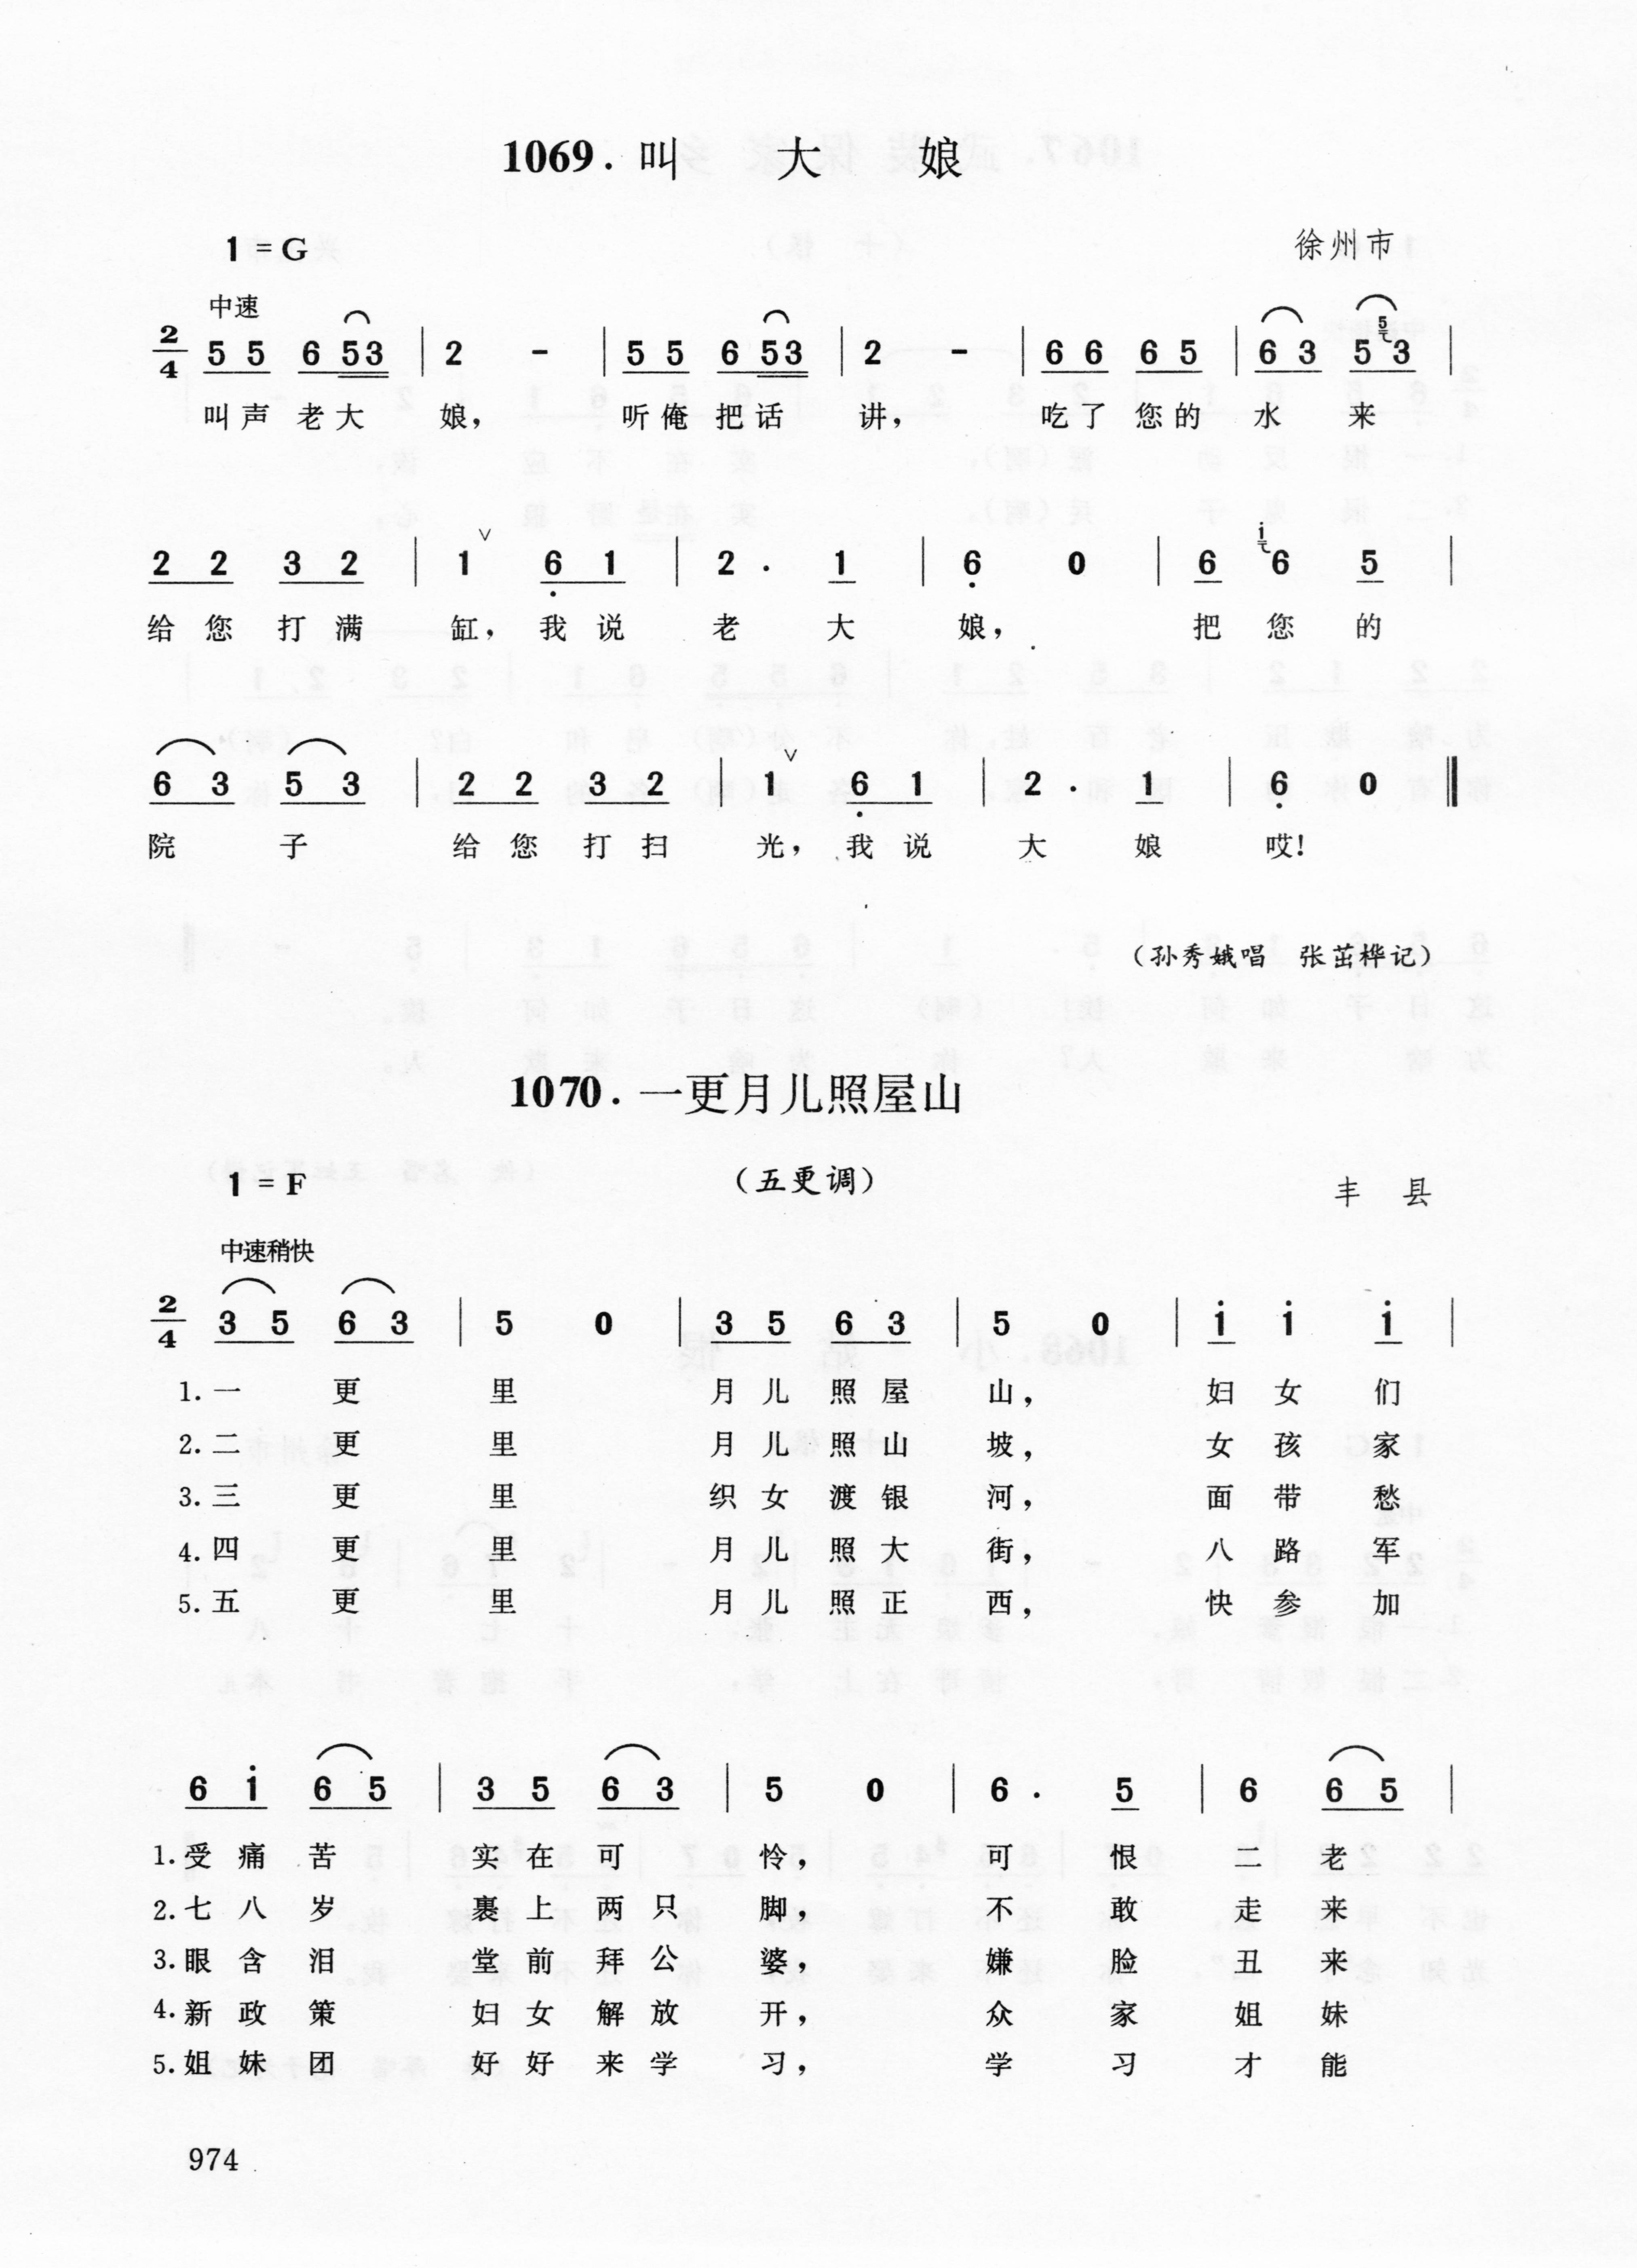 1069. 叫大娘
1 = G
徐州市
中速
2/4 5 5 6 53 | 2 - | 5 5 6 53 | 2 - | 6 6 6 5 | 6 3 5 5 3 |
叫声 老大 娘， 听俺 把话 讲， 吃了 您的 水 来
2 2 3 2 | 1 ∨ 6 1 | 2 . 1 | 6 0 | 6 i 6 5 |
给 您 打 满 缸， 我 说 老 大 娘， 把 您 的
6 3 5 3 | 2 2 3 2 | 1 ∨ 6 1 | 2 . 1 | 6 0 ‖
院 子 给 您 打 扫 光， 我 说 大 娘 哎！
（孙秀娥唱 张茁桦记）
1070. 一更月儿照屋山
1 = F
（五更调）
丰 县
中速稍快
2/4 3 5 6 3 | 5 0 | 3 5 6 3 | 5 0 | i i i |
1. 一 更 里 月 儿 照 屋 山， 妇 女 们
2. 二 更 里 月 儿 照 山 坡， 女 孩 家
3. 三 更 里 织 女 渡 银 河， 面 带 愁
4. 四 更 里 月 儿 照 大 街， 八 路 军
5. 五 更 里 月 儿 照 正 西， 快 参 加
6 i 6 5 | 3 5 6 3 | 5 0 | 6 . 5 | 6 6 5 |
1. 受 痛 苦 实 在 可 怜， 可 恨 二 老
2. 七 八 岁 裹 上 两 只 脚， 不 敢 走 来
3. 眼 含 泪 堂 前 拜 公 婆， 嫌 脸 丑 来
4. 新 政 策 妇 女 解 放 开， 众 家 姐 妹
5. 姐 妹 团 好 好 来 学 习， 学 习 才 能
974